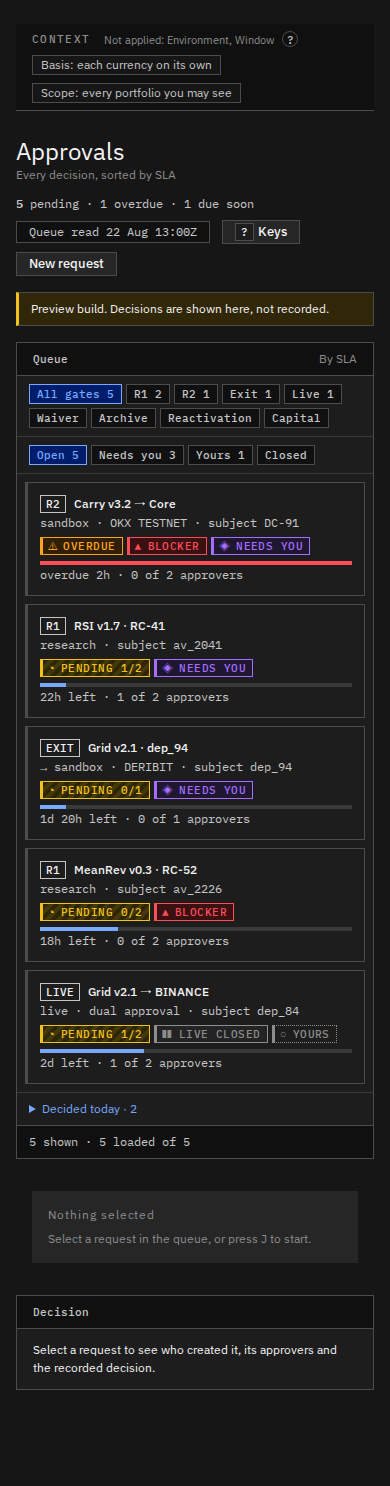 CONTEXT Not applied: Environment, Window ?
Basis: each currency on its own
Scope: every portfolio you may see
Approvals
Every decision, sorted by SLA
5 pending · 1 overdue · 1 due soon
Queue read 22 Aug 13:00Z ? Keys
New request
Preview build. Decisions are shown here, not recorded.
Queue By SLA
All gates 5 R1 2 R2 1 Exit 1 Live 1
Waiver Archive Reactivation Capital
Open 5 Needs you 3 Yours 1 Closed
R2 Carry v3.2 → Core
sandbox · OKX TESTNET · subject DC-91
⚠ OVERDUE ▲ BLOCKER ◈ NEEDS YOU
overdue 2h · 0 of 2 approvers
R1 RSI v1.7 · RC-41
research · subject av_2041
PENDING 1/2 ◈ NEEDS YOU
22h left · 1 of 2 approvers
EXIT Grid v2.1 · dep_94
→ sandbox · DERIBIT · subject dep_94
PENDING 0/1 ◈ NEEDS YOU
1d 20h left · 0 of 1 approvers
R1 MeanRev v0.3 · RC-52
research · subject av_2226
PENDING 0/2 ▲ BLOCKER
18h left · 0 of 2 approvers
LIVE Grid v2.1 → BINANCE
live · dual approval · subject dep_84
PENDING 1/2 LIVE CLOSED ○ YOURS
2d left · 1 of 2 approvers
▶ Decided today · 2
5 shown · 5 loaded of 5
Nothing selected
Select a request in the queue, or press J to start.
Decision
Select a request to see who created it, its approvers and
the recorded decision.